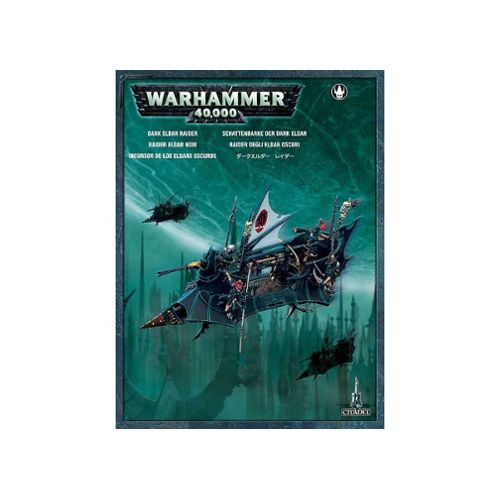 WARHAMMER
40,000
DARK ELDAR RAIDER
SCHATTENBARKE DER DARK ELDAR
RAIDER ELDAR NOIR
RAIDER DEGLI ELDAR OSCURI
INCURSOR DE LOS ELDARS OSCUROS
ダークエルダー レイダー
CITADEL